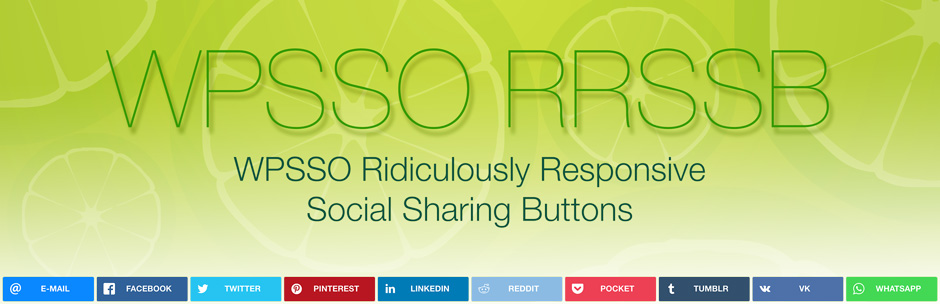 WPSSO RRSSB
WPSSO Ridiculously Responsive
Social Sharing Buttons
E-MAIL FACEBOOK TWITTER PINTEREST LINKEDIN REDDIT POCKET TUMBLR VK WHATSAPP